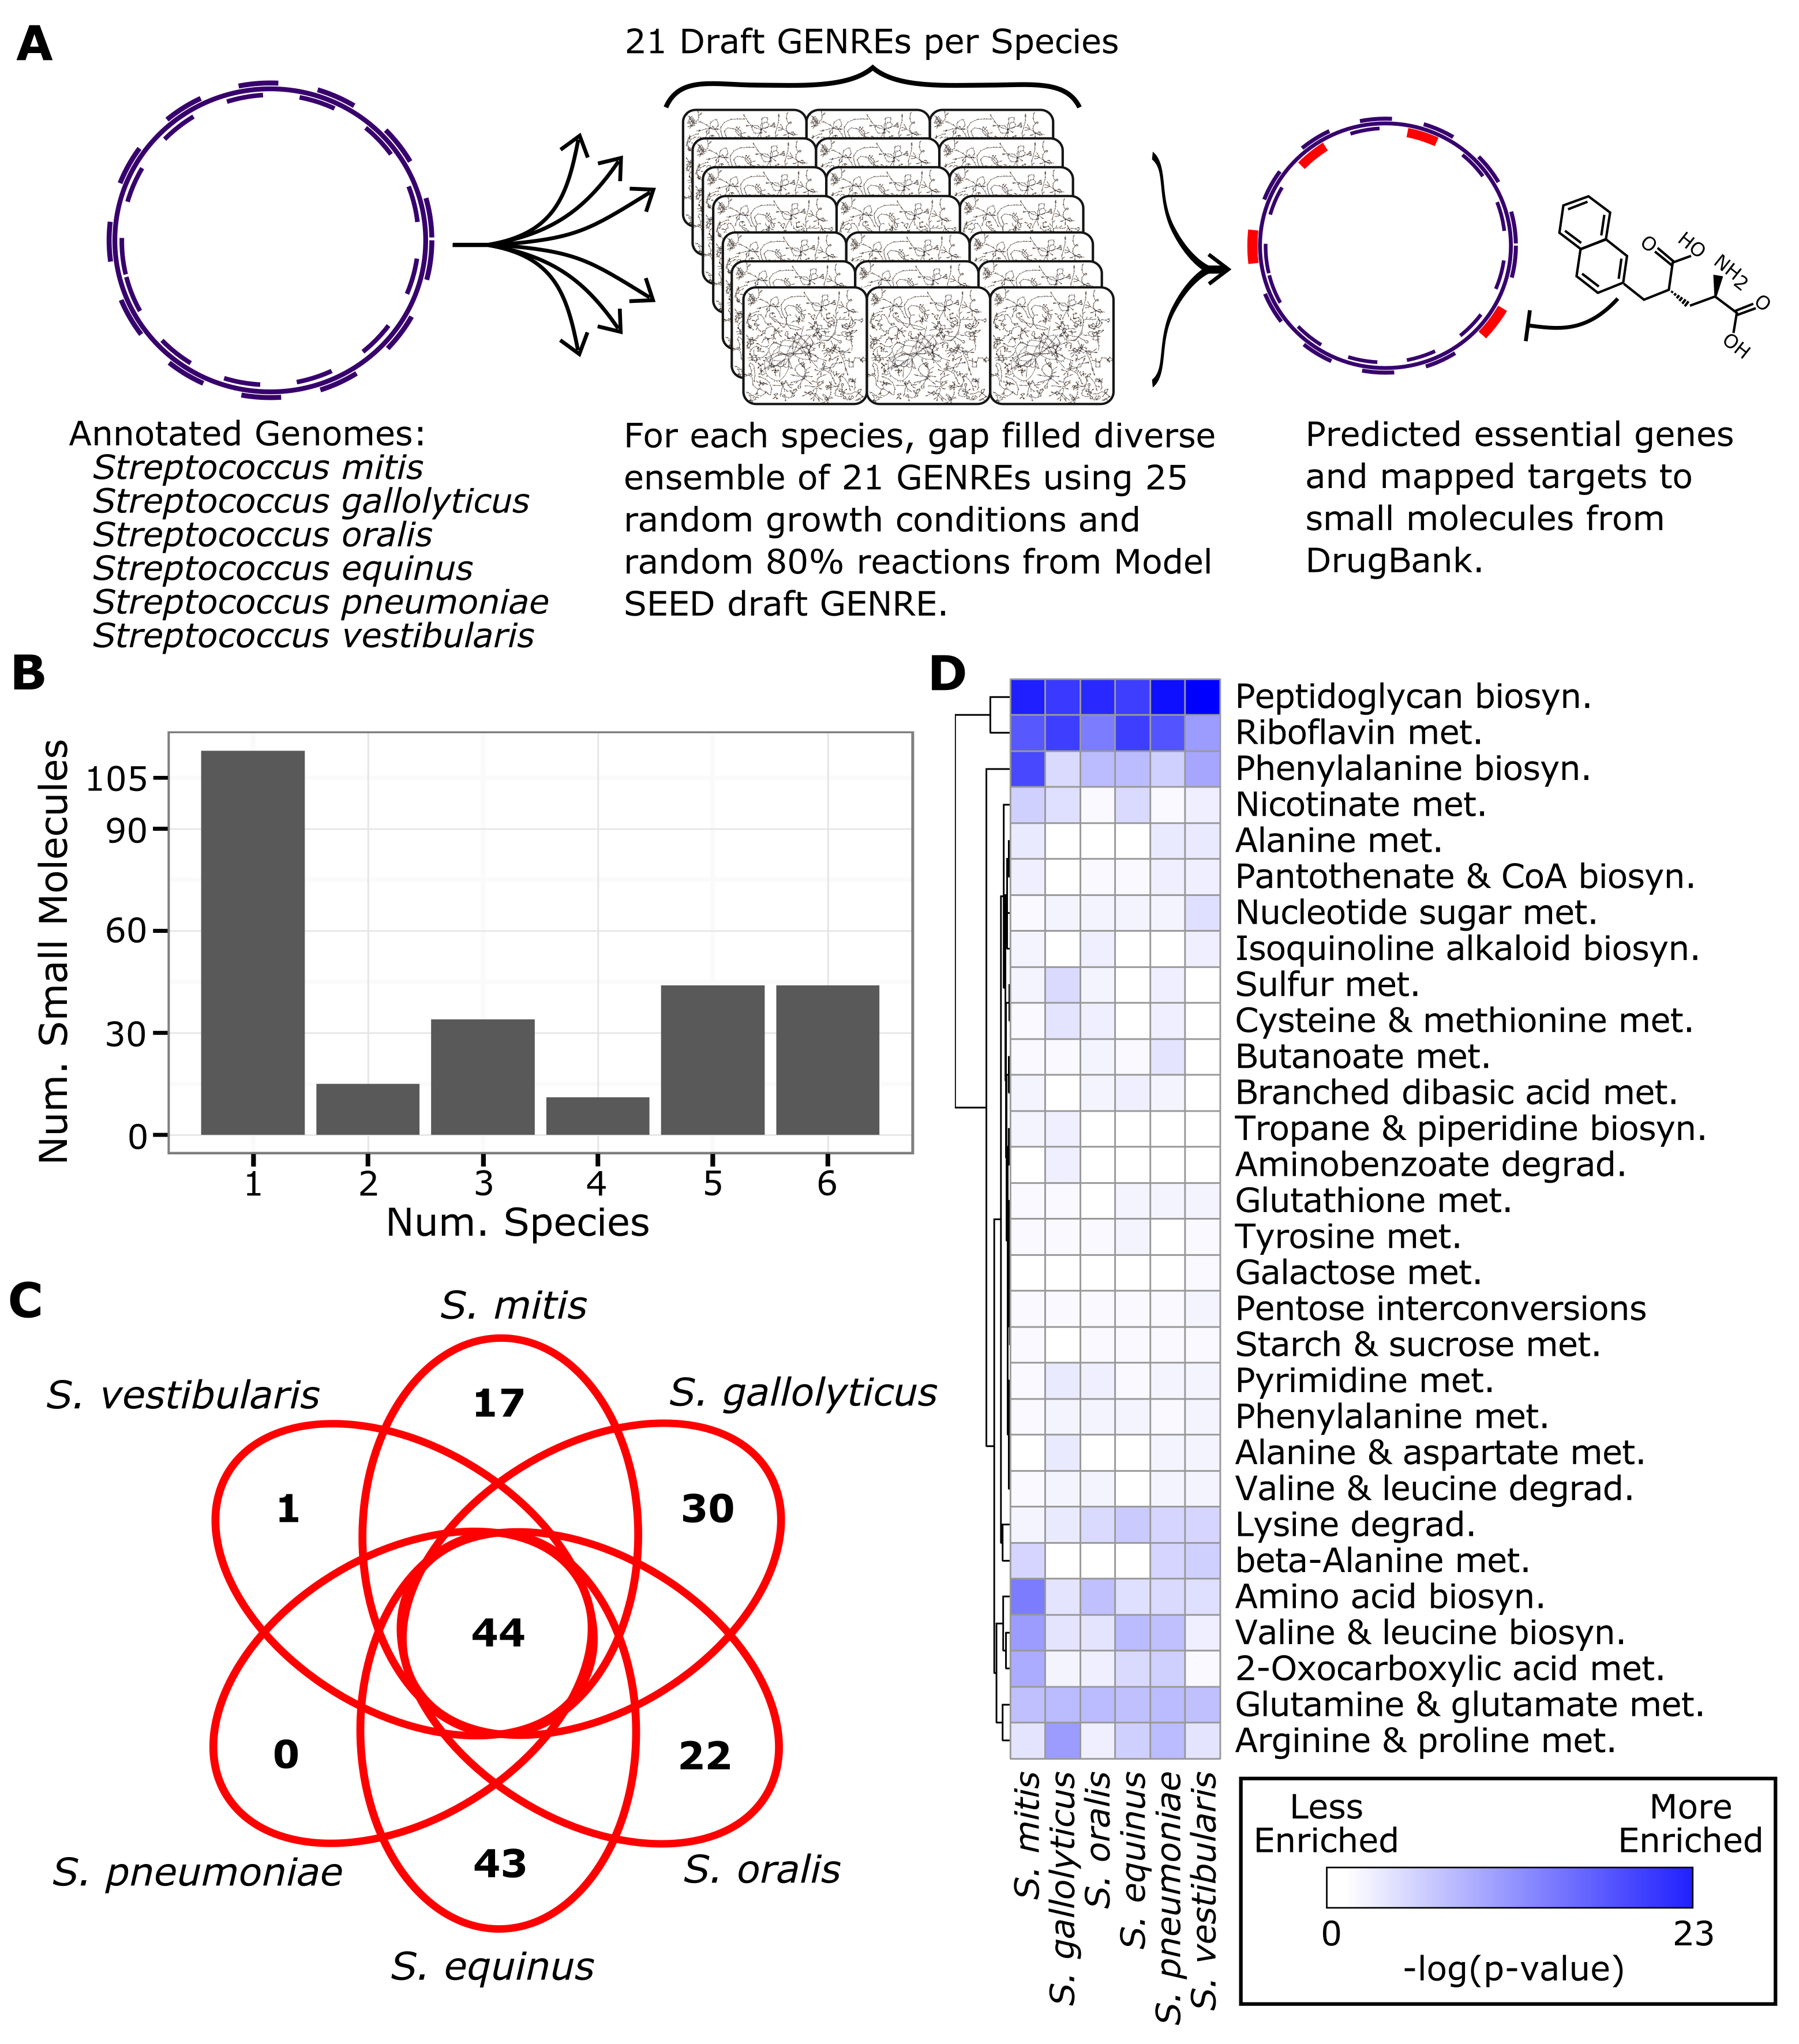 A
21 Draft GENREs per Species
Annotated Genomes:
Streptococcus mitis
Streptococcus gallolyticus
Streptococcus oralis
Streptococcus equinus
Streptococcus pneumoniae
Streptococcus vestibularis
For each species, gap filled diverse
ensemble of 21 GENREs using 25
random growth conditions and
random 80% reactions from Model
SEED draft GENRE.
O
HO
NH2
O
OH
Predicted essential genes
and mapped targets to
small molecules from
DrugBank.
B
Num. Small Molecules
105
90
60
30
0
1 2 3 4 5 6
Num. Species
C
S. mitis
S. vestibularis
S. gallolyticus
17
1
30
44
0
22
43
S. pneumoniae
S. oralis
S. equinus
D
Peptidoglycan biosyn.
Riboflavin met.
Phenylalanine biosyn.
Nicotinate met.
Alanine met.
Pantothenate & CoA biosyn.
Nucleotide sugar met.
Isoquinoline alkaloid biosyn.
Sulfur met.
Cysteine & methionine met.
Butanoate met.
Branched dibasic acid met.
Tropane & piperidine biosyn.
Aminobenzoate degrad.
Glutathione met.
Tyrosine met.
Galactose met.
Pentose interconversions
Starch & sucrose met.
Pyrimidine met.
Phenylalanine met.
Alanine & aspartate met.
Valine & leucine degrad.
Lysine degrad.
beta-Alanine met.
Amino acid biosyn.
Valine & leucine biosyn.
2-Oxocarboxylic acid met.
Glutamine & glutamate met.
Arginine & proline met.
S. mitis
S. gallolyticus
S. oralis
S. equinus
S. pneumoniae
S. vestibularis
Less
Enriched
More
Enriched
0
23
-log(p-value)